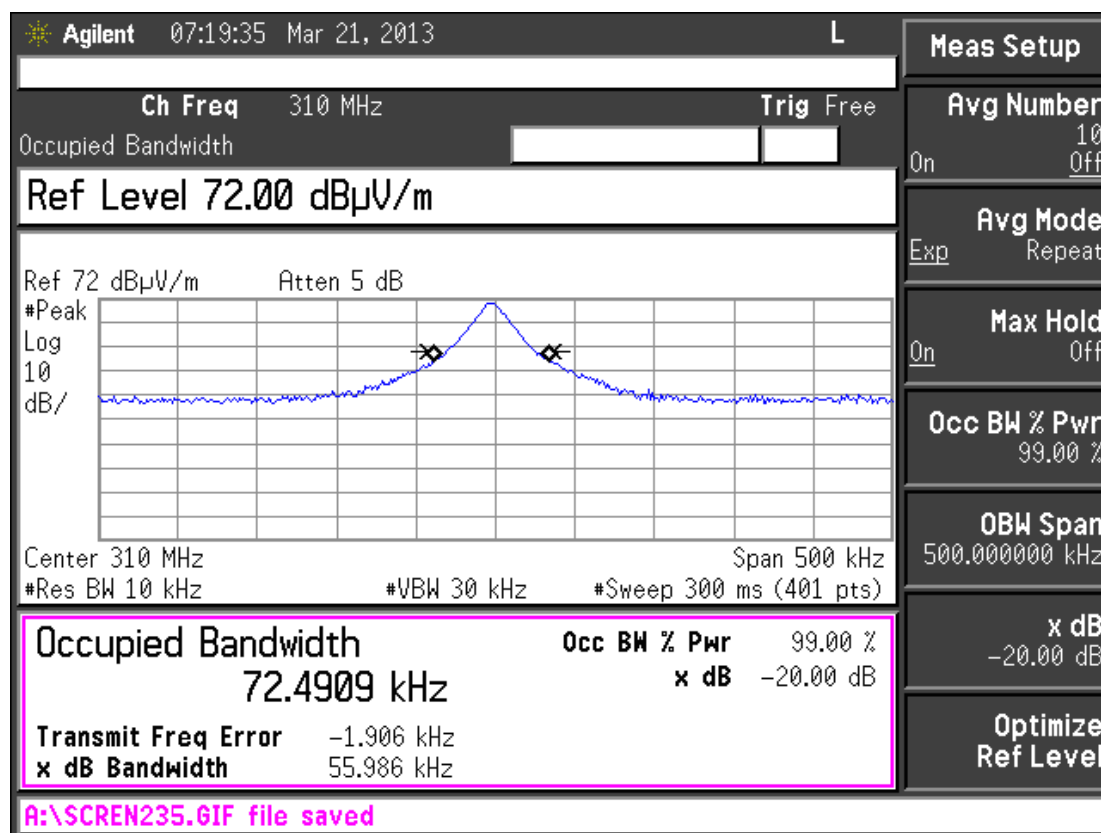 Agilent 07:19:35 Mar 21, 2013 L
Ch Freq 310 MHz Trig Free
Occupied Bandwidth
Ref Level 72.00 dBµV/m
Ref 72 dBµV/m Atten 5 dB
#Peak
Log
10
dB/
Center 310 MHz Span 500 kHz
#Res BW 10 kHz #VBW 30 kHz #Sweep 300 ms (401 pts)
Occupied Bandwidth Occ BW % Pwr 99.00 %
72.4909 kHz x dB -20.00 dB
Transmit Freq Error -1.906 kHz
x dB Bandwidth 55.986 kHz
A:\SCREN235.GIF file saved
Meas Setup
Avg Number
10
On Off
Avg Mode
Exp Repeat
Max Hold
On Off
Occ BW % Pwr
99.00 %
OBW Span
500.000000 kHz
x dB
-20.00 dB
Optimize
Ref Level